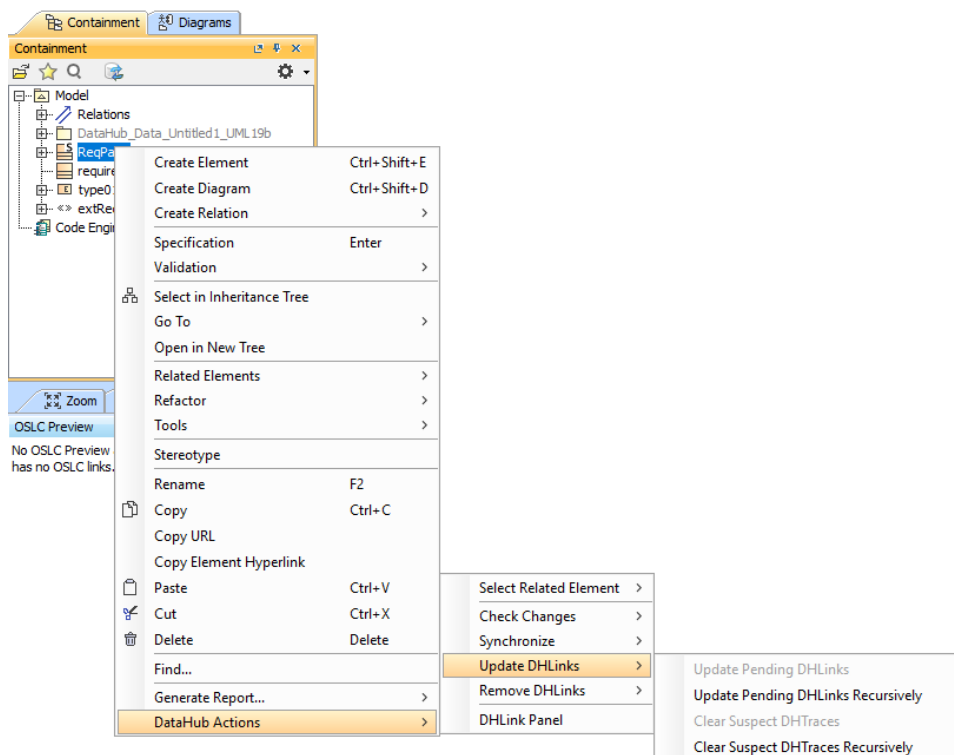 Containment
Diagrams
Containment
Model
Relations
DataHub_Data_Untitled1_UML19b
ReqPa
require
type0
extRe
Code Engi
Create Element Ctrl+Shift+E
Create Diagram Ctrl+Shift+D
Create Relation
Specification Enter
Validation
Select in Inheritance Tree
Go To
Open in New Tree
Related Elements
Refactor
Tools
Stereotype
Rename F2
Copy Ctrl+C
Copy URL
Copy Element Hyperlink
Paste Ctrl+V
Cut Ctrl+X
Delete Delete
Find...
Generate Report...
DataHub Actions
Zoom
OSLC Preview
No OSLC Preview
has no OSLC links.
Select Related Element
Check Changes
Synchronize
Update DHLinks
Remove DHLinks
DHLink Panel
Update Pending DHLinks
Update Pending DHLinks Recursively
Clear Suspect DHTraces
Clear Suspect DHTraces Recursively